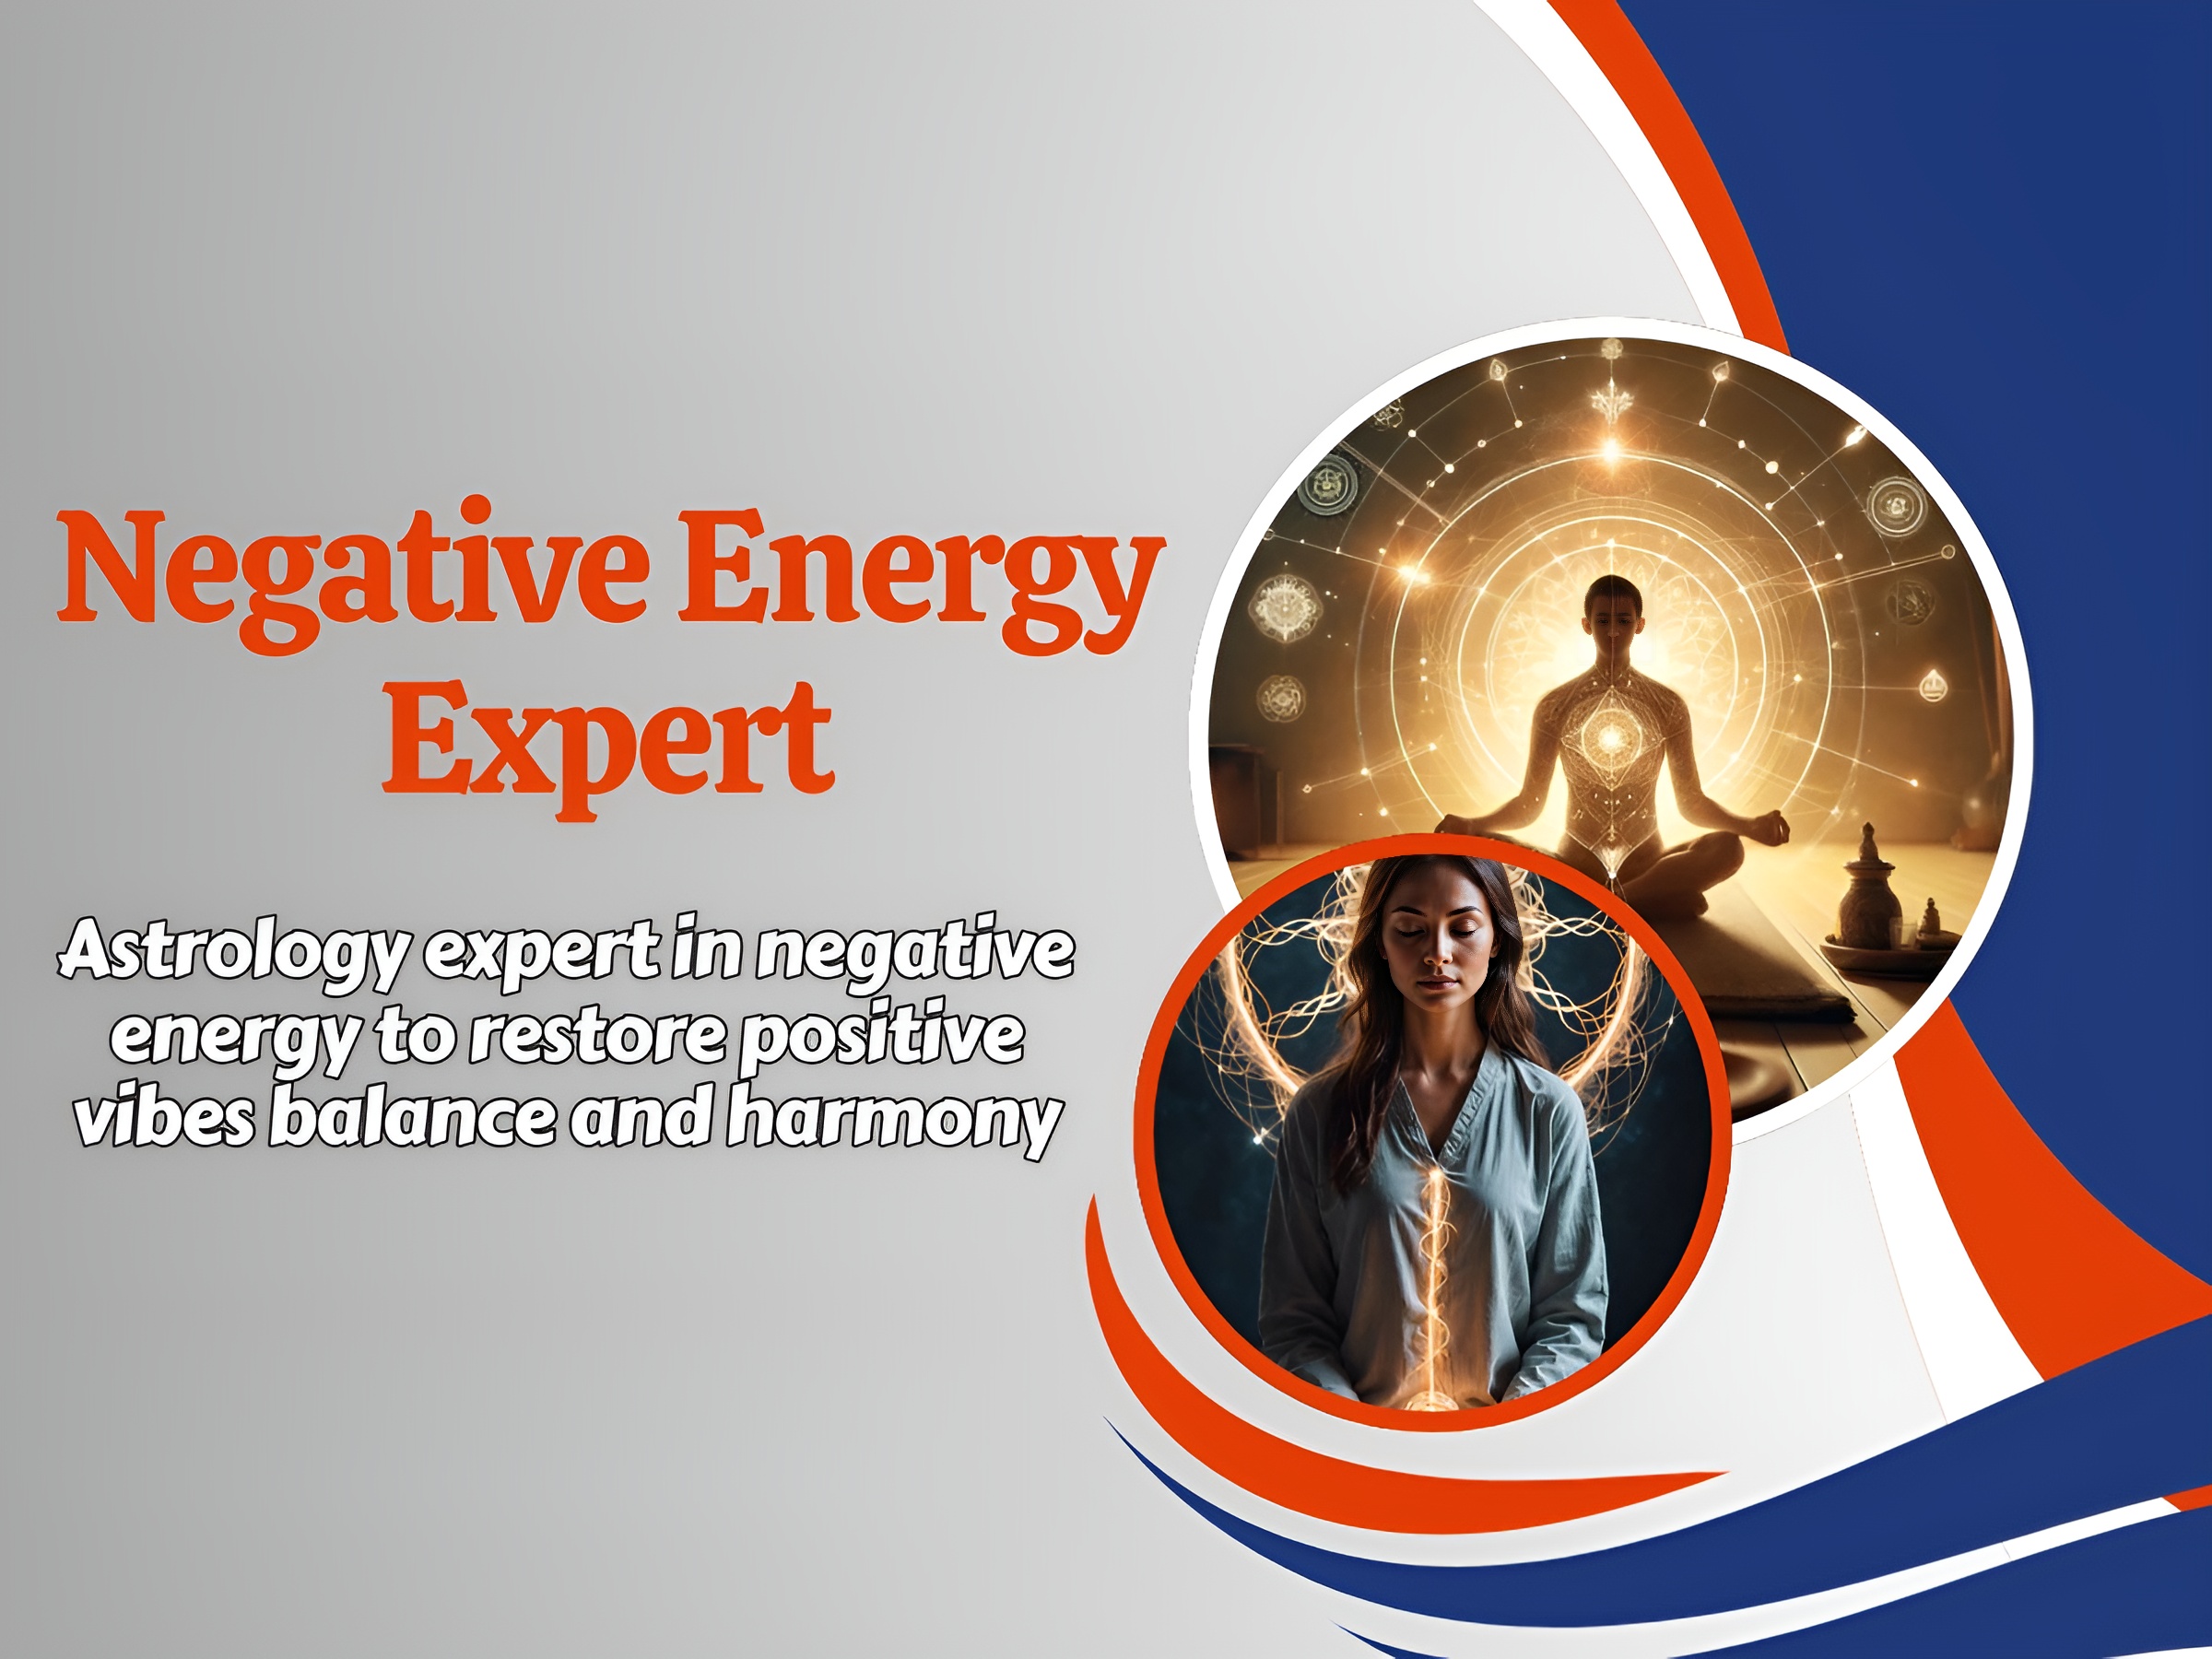 Negative Energy
Expert
Astrology expert in negative
energy to restore positive
vibes balance and harmony